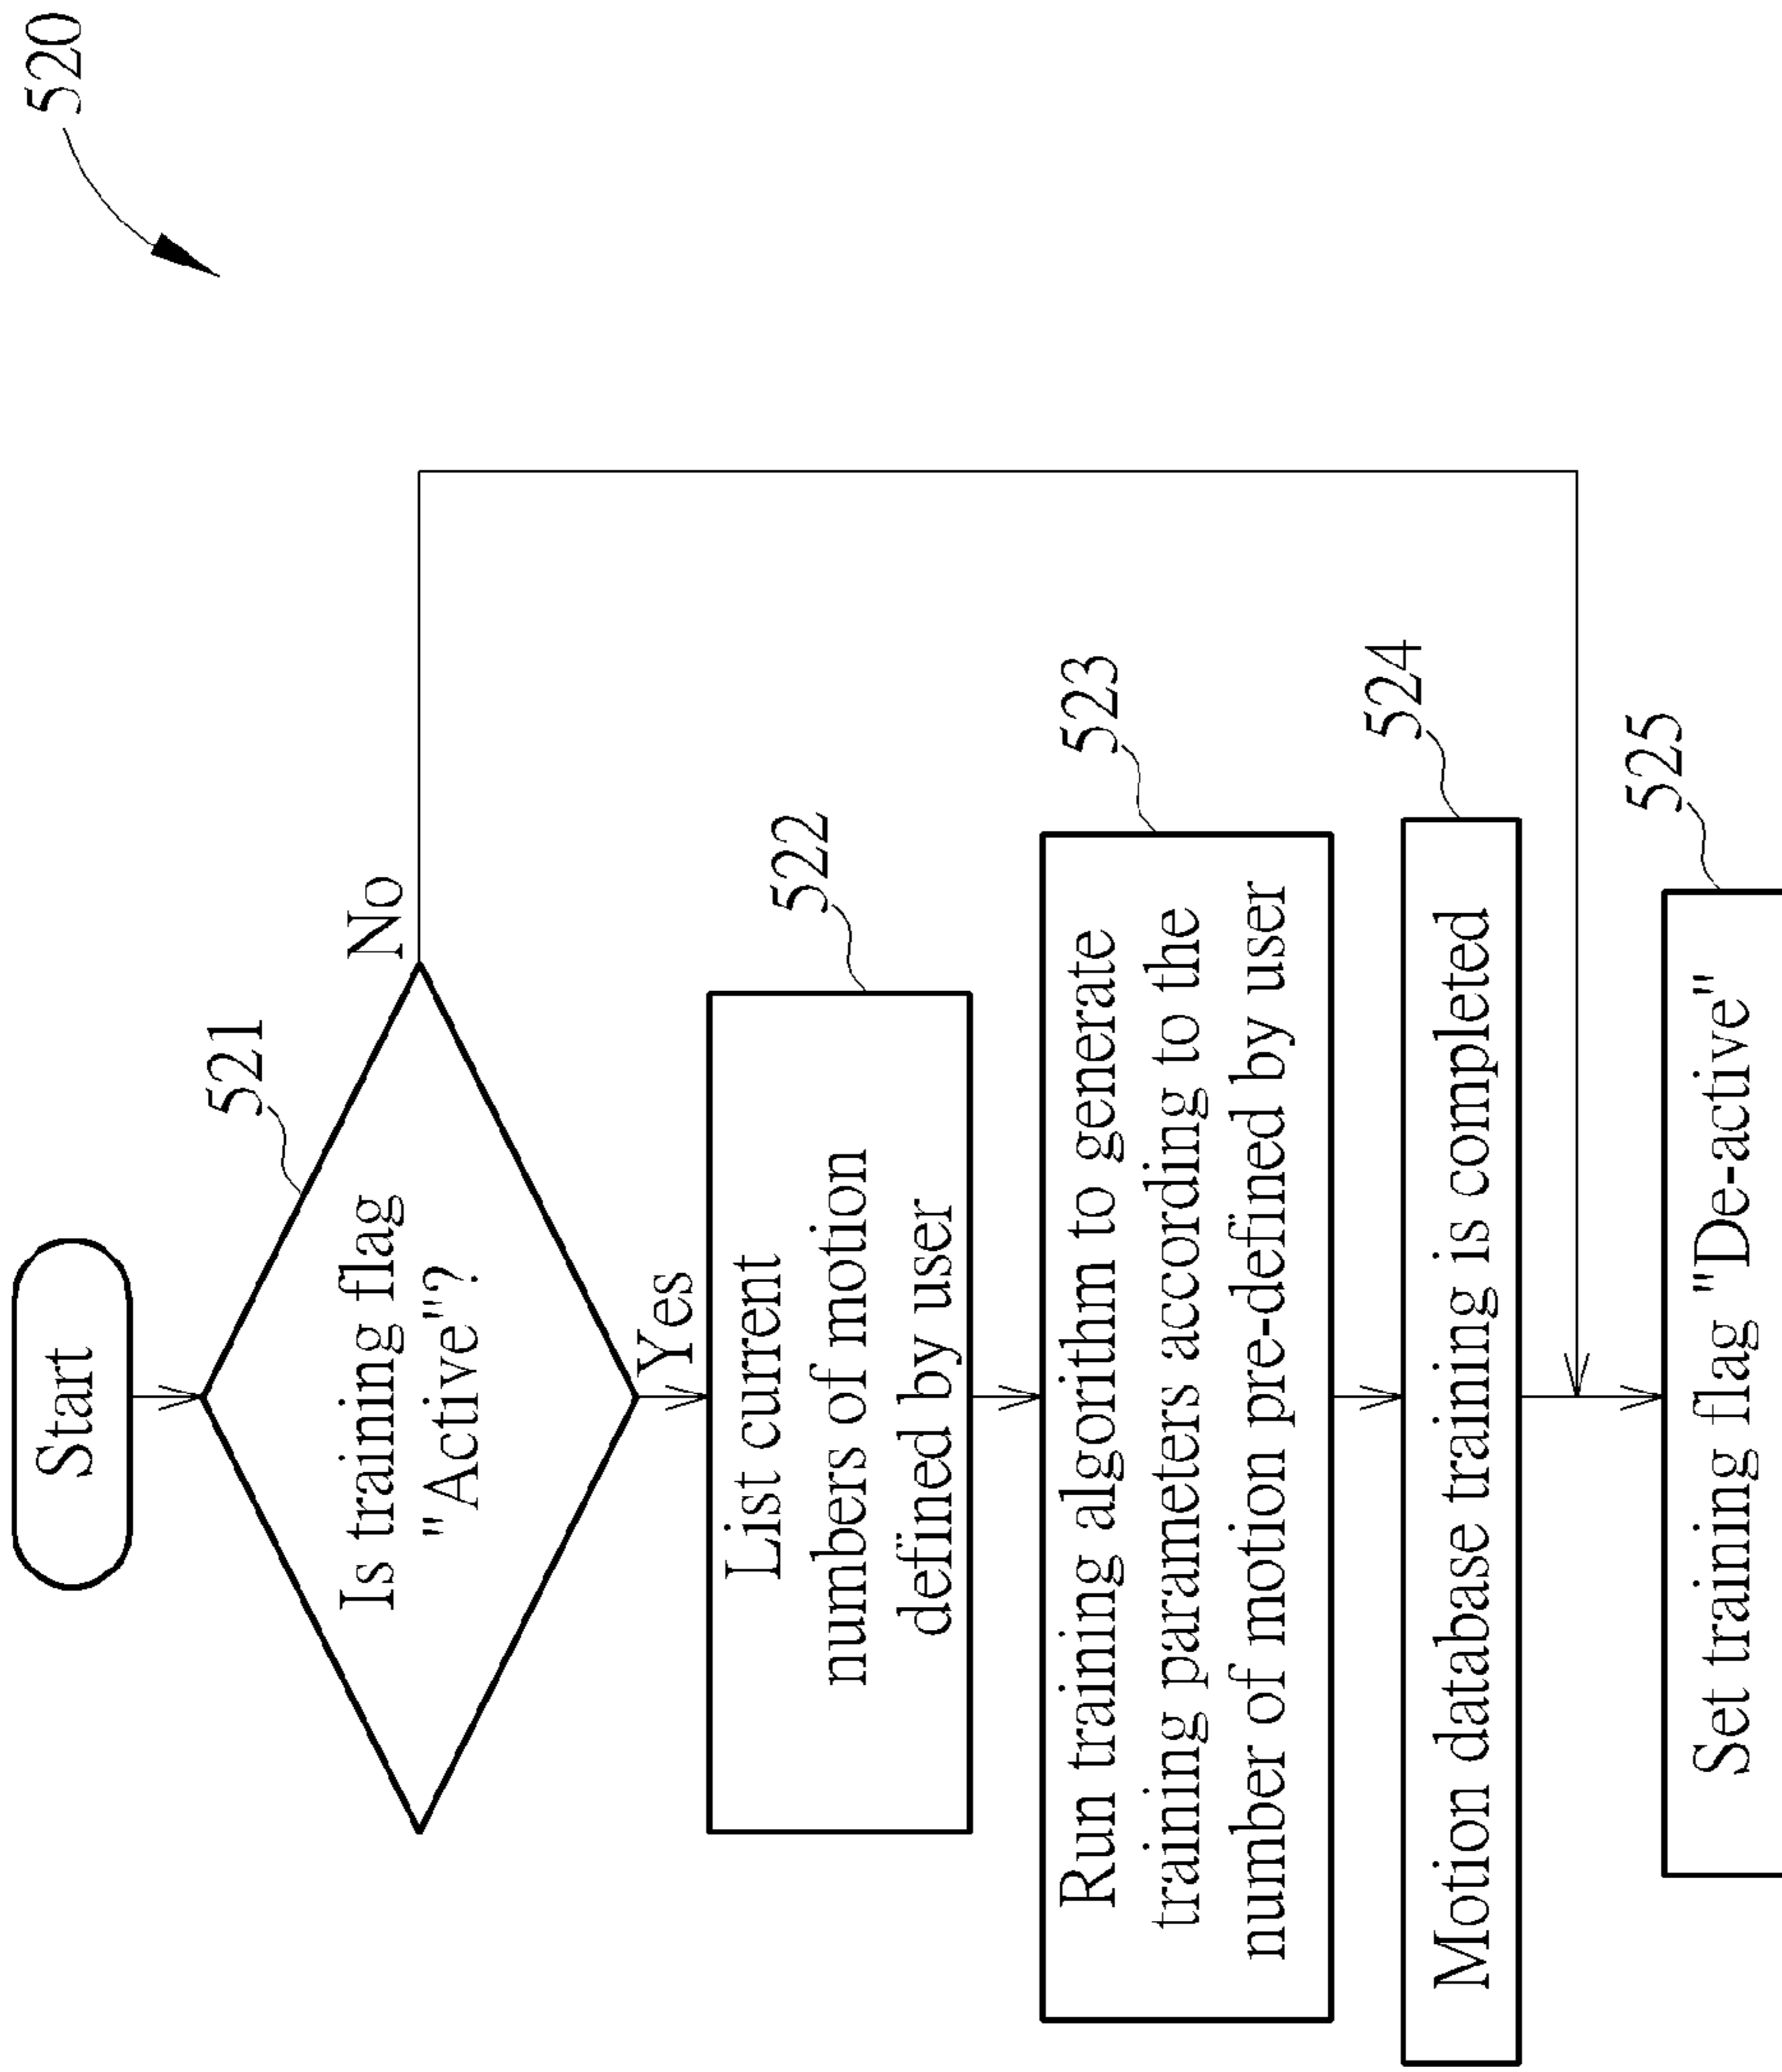 520
Start
521
Is training flag
"Active"?
No
Yes
522
List current
numbers of motion
defined by user
523
Run training algorithm to generate
training parameters according to the
number of motion pre-defined by user
524
Motion database training is completed
525
Set training flag "De-active"